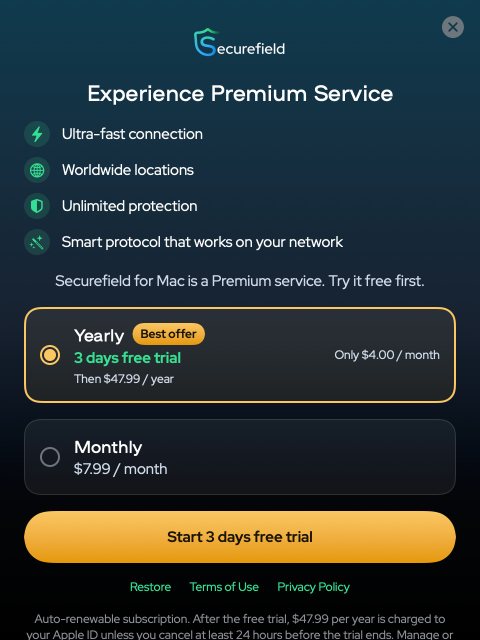 Securefield
Experience Premium Service
Ultra-fast connection
Worldwide locations
Unlimited protection
Smart protocol that works on your network
Securefield for Mac is a Premium service. Try it free first.
Yearly Best offer
3 days free trial
Only $4.00 / month
Then $47.99 / year
Monthly
$7.99 / month
Start 3 days free trial
Restore Terms of Use Privacy Policy
Auto-renewable subscription. After the free trial, $47.99 per year is charged to
your Apple ID unless you cancel at least 24 hours before the trial ends. Manage or